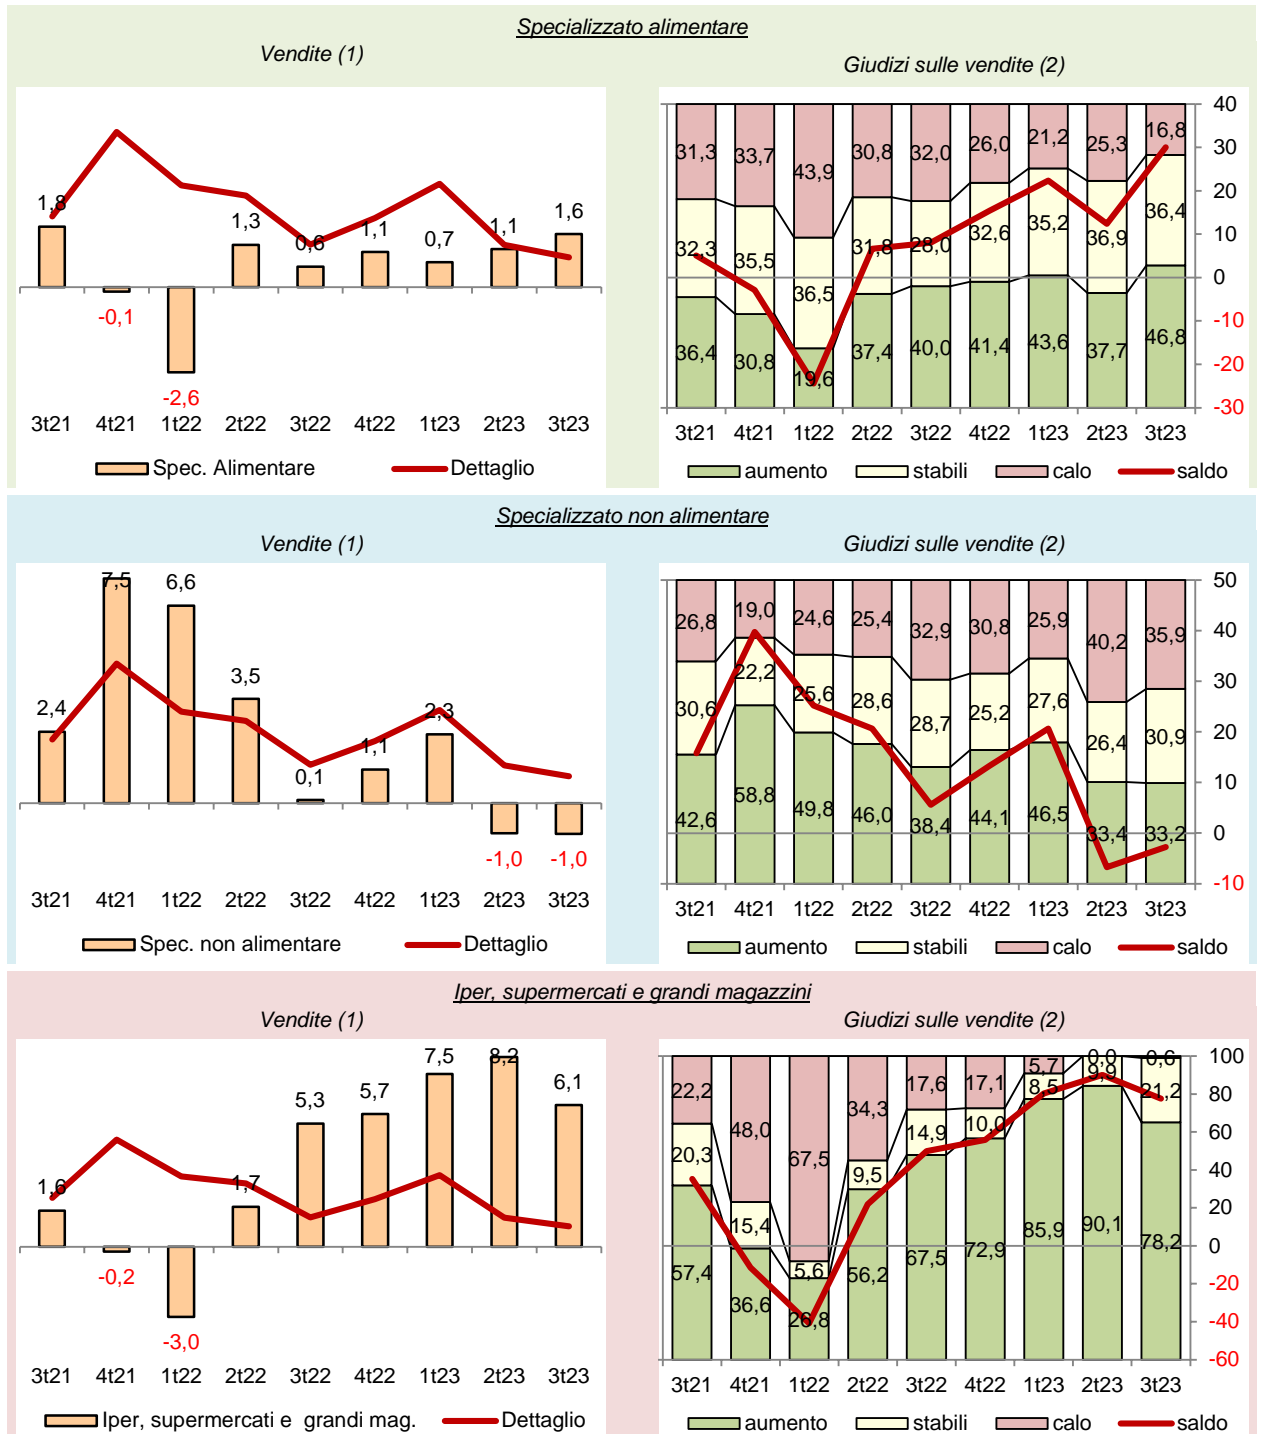 Specializzato alimentare
Vendite (1)
Giudizi sulle vendite (2)
1,8
-0,1
-2,6
1,3
0,6
1,1
0,7
1,1
1,6
3t21 4t21 1t22 2t22 3t22 4t22 1t23 2t23 3t23
Spec. Alimentare Dettaglio
31,3 33,7 43,9 30,8 32,0 26,0 21,2 25,3 16,8
32,3 35,5 36,5 31,8 28,0 32,6 35,2 36,9 36,4
36,4 30,8 19,6 37,4 40,0 41,4 43,6 37,7 46,8
40
30
20
10
0
-10
-20
-30
3t21 4t21 1t22 2t22 3t22 4t22 1t23 2t23 3t23
aumento stabili calo saldo
Specializzato non alimentare
Vendite (1)
Giudizi sulle vendite (2)
2,4
7,5
6,6
3,5
0,1
1,1
2,3
-1,0
-1,0
3t21 4t21 1t22 2t22 3t22 4t22 1t23 2t23 3t23
Spec. non alimentare Dettaglio
26,8 19,0 24,6 25,4 32,9 30,8 25,9 40,2 35,9
30,6 22,2 25,6 28,6 28,7 25,2 27,6 26,4 30,9
42,6 58,8 49,8 46,0 38,4 44,1 46,5 33,4 33,2
50
40
30
20
10
0
-10
3t21 4t21 1t22 2t22 3t22 4t22 1t23 2t23 3t23
aumento stabili calo saldo
Iper, supermercati e grandi magazzini
Vendite (1)
Giudizi sulle vendite (2)
1,6
-0,2
-3,0
1,7
5,3
5,7
7,5
8,2
6,1
3t21 4t21 1t22 2t22 3t22 4t22 1t23 2t23 3t23
Iper, supermercati e grandi mag. Dettaglio
22,2 48,0 67,5 34,3 17,6 17,1 5,7 0,0 0,6
20,3 15,4 5,6 9,5 14,9 10,0 8,5 9,9 21,2
57,4 36,6 26,8 56,2 67,5 72,9 85,9 90,1 78,2
100
80
60
40
20
0
-20
-40
-60
3t21 4t21 1t22 2t22 3t22 4t22 1t23 2t23 3t23
aumento stabili calo saldo